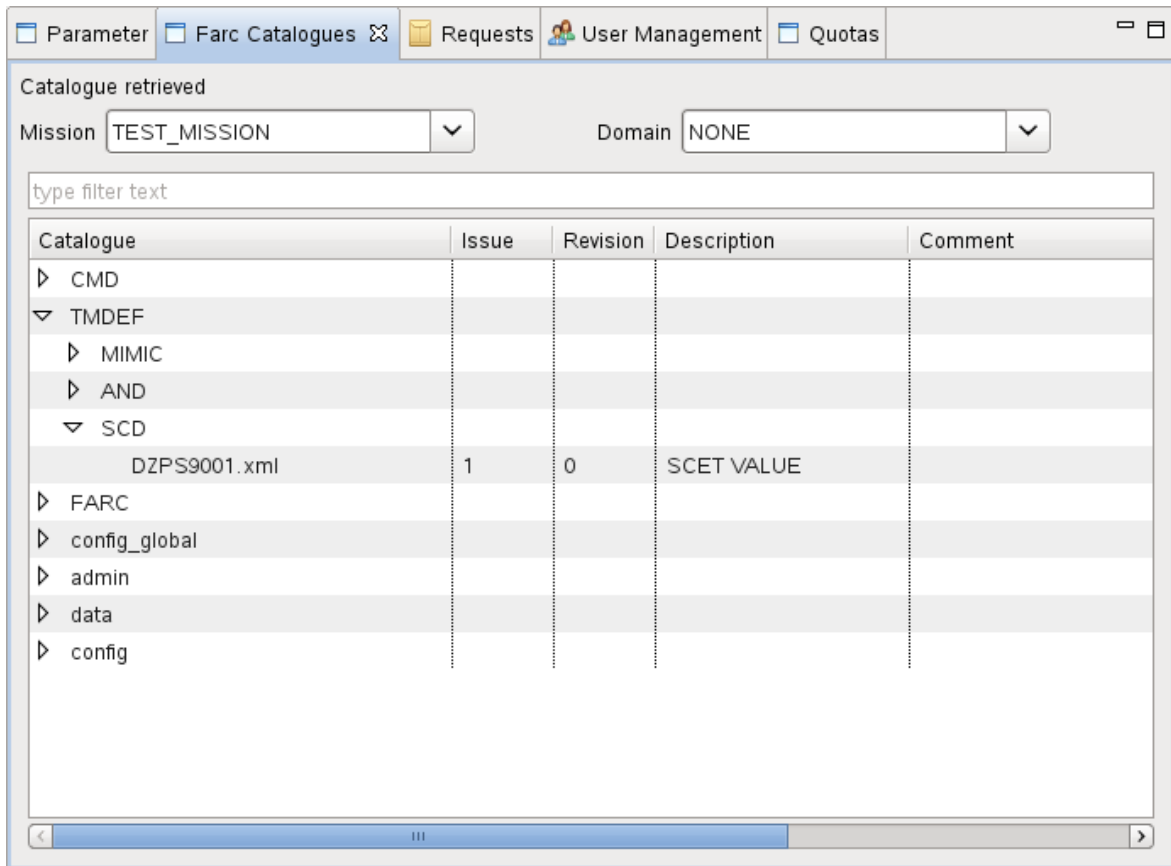 Parameter Farc Catalogues Requests User Management Quotas
Catalogue retrieved
Mission TEST_MISSION Domain NONE
type filter text
Catalogue Issue Revision Description Comment
CMD
TMDEF
MIMIC
AND
SCD
DZPS9001.xml 1 0 SCET VALUE
FARC
config_global
admin
data
config